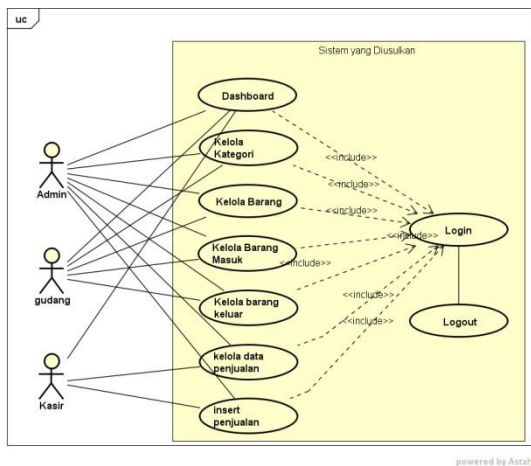 uc
Sistem yang Diusulkan
Dashboard
Kelola
Kategori
<<include>>
Admin
Kelola Barang
<<include>>
Login
Kelola Barang
Masuk
<<include>>
<<include>>
gudang
Kelola barang
keluar
<<include>>
Logout
<<include>>
kelola data
penjualan
Kasir
insert
penjualan
powered by Astah